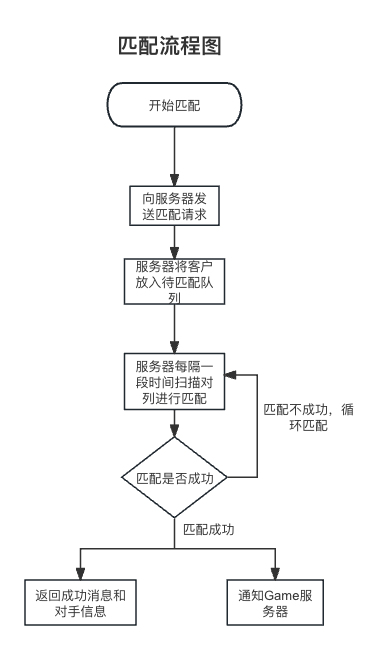 匹配流程图
开始匹配
向服务器发
送匹配请求
服务器将客户
放入待匹配队
列
服务器每隔一
段时间扫描对
列进行匹配
匹配不成功，循
环匹配
匹配是否成功
匹配成功
返回成功消息和
对手信息
通知Game服
务器